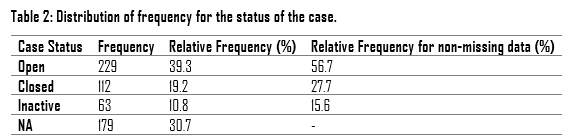 Table 2: Distribution of frequency for the status of the case.
Case Status Frequency Relative Frequency (%) Relative Frequency for non-missing data (%)
Open 229 39.3 56.7
Closed 112 19.2 27.7
Inactive 63 10.8 15.6
NA 179 30.7 -